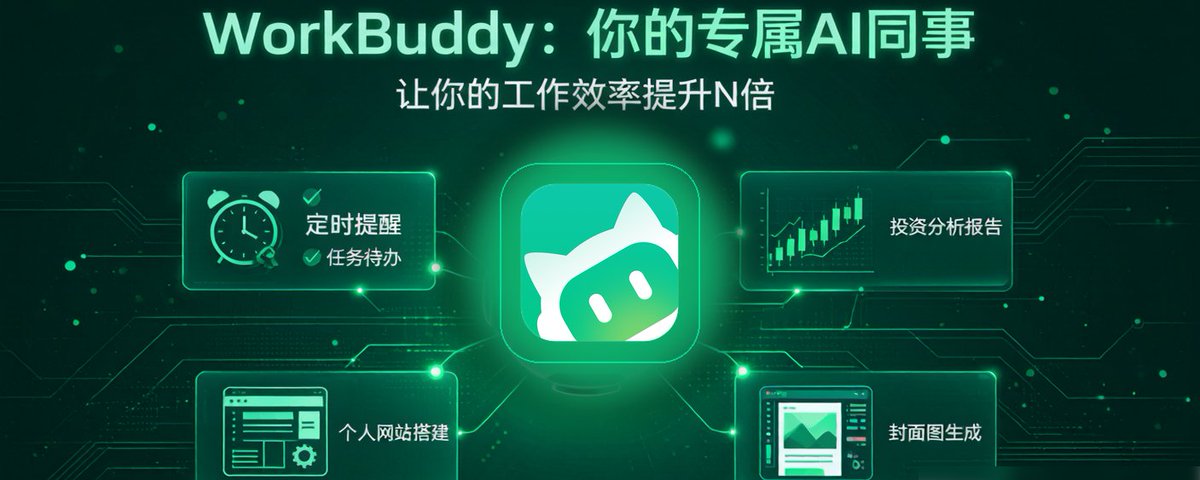 WorkBuddy：你的专属AI同事
让你的工作效率提升N倍
定时提醒
任务待办
投资分析报告
个人网站搭建
封面图生成